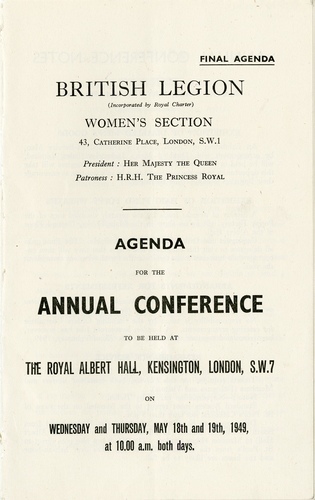 FINAL AGENDA
BRITISH LEGION
(Incorporated by Royal Charter)
WOMEN'S SECTION
43, Catherine Place, London, S.W.1
President : Her Majesty the Queen
Patroness : H.R.H. The Princess Royal
AGENDA
FOR THE
ANNUAL CONFERENCE
TO BE HELD AT
THE ROYAL ALBERT HALL, KENSINGTON, LONDON, S.W.7
ON
WEDNESDAY and THURSDAY, MAY 18th and 19th, 1949,
at 10.00 a.m. both days.